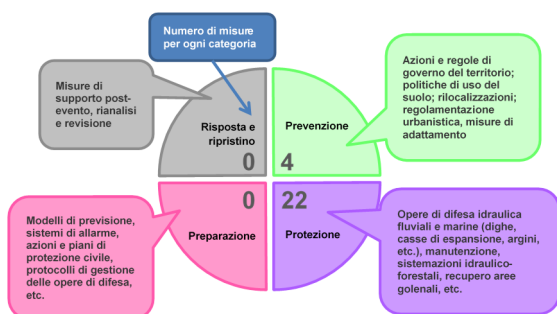 Numero di misure
per ogni categoria
Misure di
supporto post-
evento, rianalisi
e revisione
Risposta e
ripristino
0
Prevenzione
4
Azioni e regole di
governo del territorio;
politiche di uso del
suolo; rilocalizzazioni;
regolamentazione
urbanistica, misure di
adattamento
Modelli di previsione,
sistemi di allarme,
azioni e piani di
protezione civile,
protocolli di gestione
delle opere di difesa,
etc.
0
Preparazione
22
Protezione
Opere di difesa idraulica
fluviali e marine (dighe,
casse di espansione, argini,
etc.), manutenzione,
sistemazioni idraulico-
forestali, recupero aree
golenali, etc.